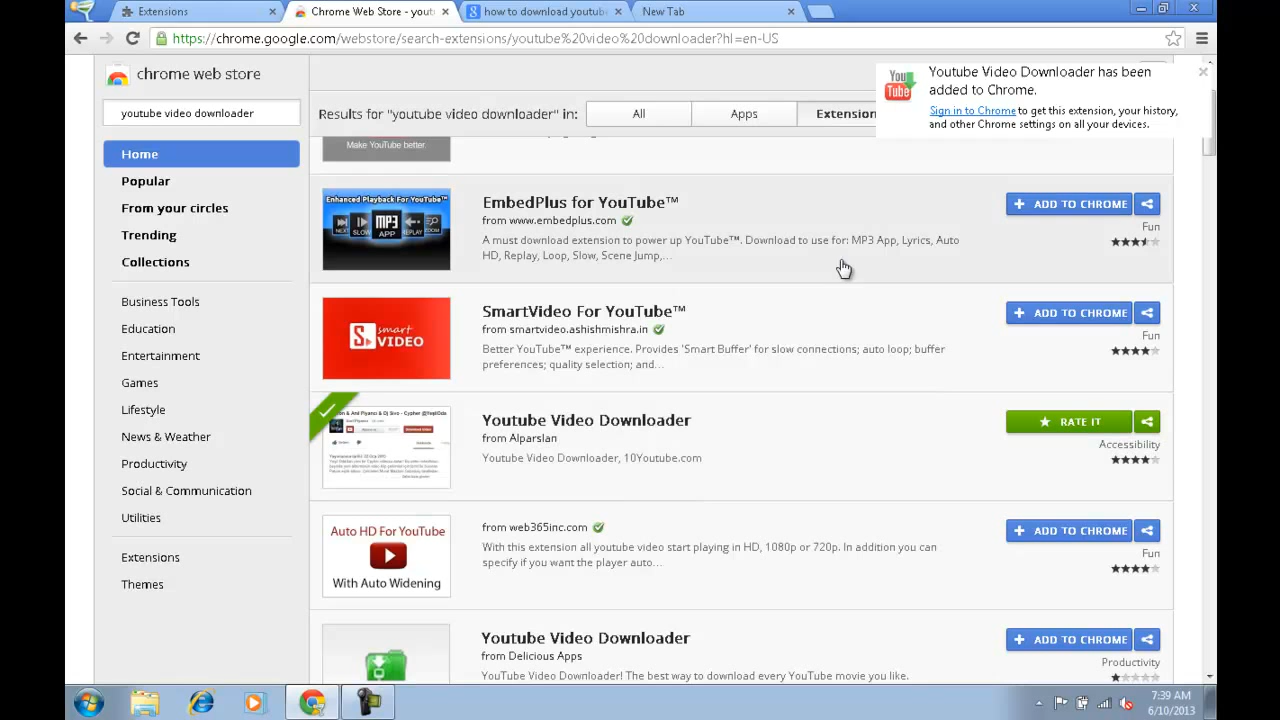 Extensions
Chrome Web Store - yout
how to download youtube
New Tab
https://chrome.google.com/webstore/search-extensions/youtube%20video%20downloader?hl=en-US
chrome web store
youtube video downloader
Home
Popular
From your circles
Trending
Collections
Business Tools
Education
Entertainment
Games
Lifestyle
News & Weather
Productivity
Social & Communication
Utilities
Extensions
Themes
Results for "youtube video downloader" in:
All
Apps
Extension
You
Tube
Youtube Video Downloader has been
added to Chrome.
Sign in to Chrome to get this extension, your history,
and other Chrome settings on all your devices.
Make YouTube better.
Enhanced Playback For YouTube™
NEXT
SLOW
MP3
APP
REPLAY
ZOOM
EmbedPlus for YouTube™
from www.embedplus.com
A must download extension to power up YouTube™. Download to use for: MP3 App, Lyrics, Auto
HD, Replay, Loop, Slow, Scene Jump,...
ADD TO CHROME
Fun
smart
VIDEO
SmartVideo For YouTube™
from smartvideo.ashishmishra.in
Better YouTube™ experience. Provides 'Smart Buffer' for slow connections; auto loop; buffer
preferences; quality selection; and...
ADD TO CHROME
Fun
Youtube Video Downloader
from Alparslan
Youtube Video Downloader, 10Youtube.com
RATE IT
Accessibility
Auto HD For YouTube
With Auto Widening
from web365inc.com
With this extension all youtube video start playing in HD, 1080p or 720p. In addition you can
specify if you want the player auto...
ADD TO CHROME
Fun
Youtube Video Downloader
from Delicious Apps
YouTube Video Downloader! The best way to download every YouTube movie you like.
ADD TO CHROME
Productivity
7:39 AM
6/10/2013